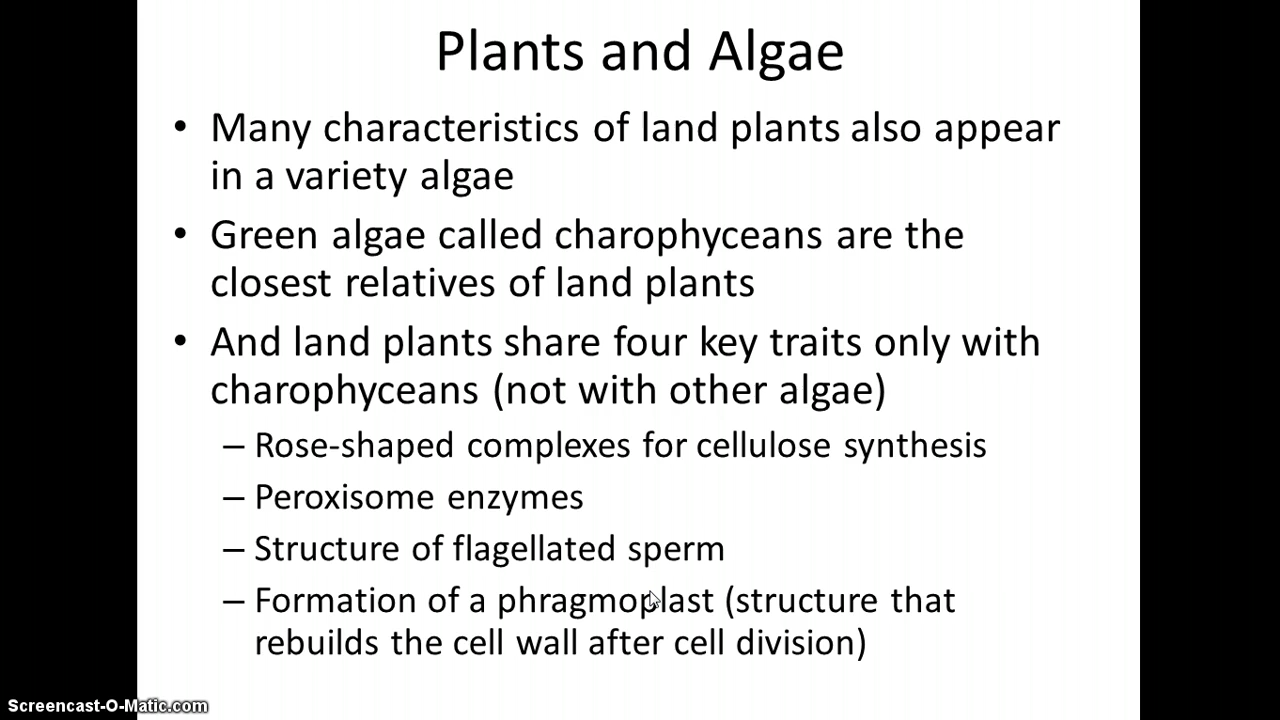 Plants and Algae
• Many characteristics of land plants also appear
in a variety algae
• Green algae called charophyceans are the
closest relatives of land plants
• And land plants share four key traits only with
charophyceans (not with other algae)
– Rose-shaped complexes for cellulose synthesis
– Peroxisome enzymes
– Structure of flagellated sperm
– Formation of a phragmoplast (structure that
rebuilds the cell wall after cell division)
Screencast-O-Matic.com